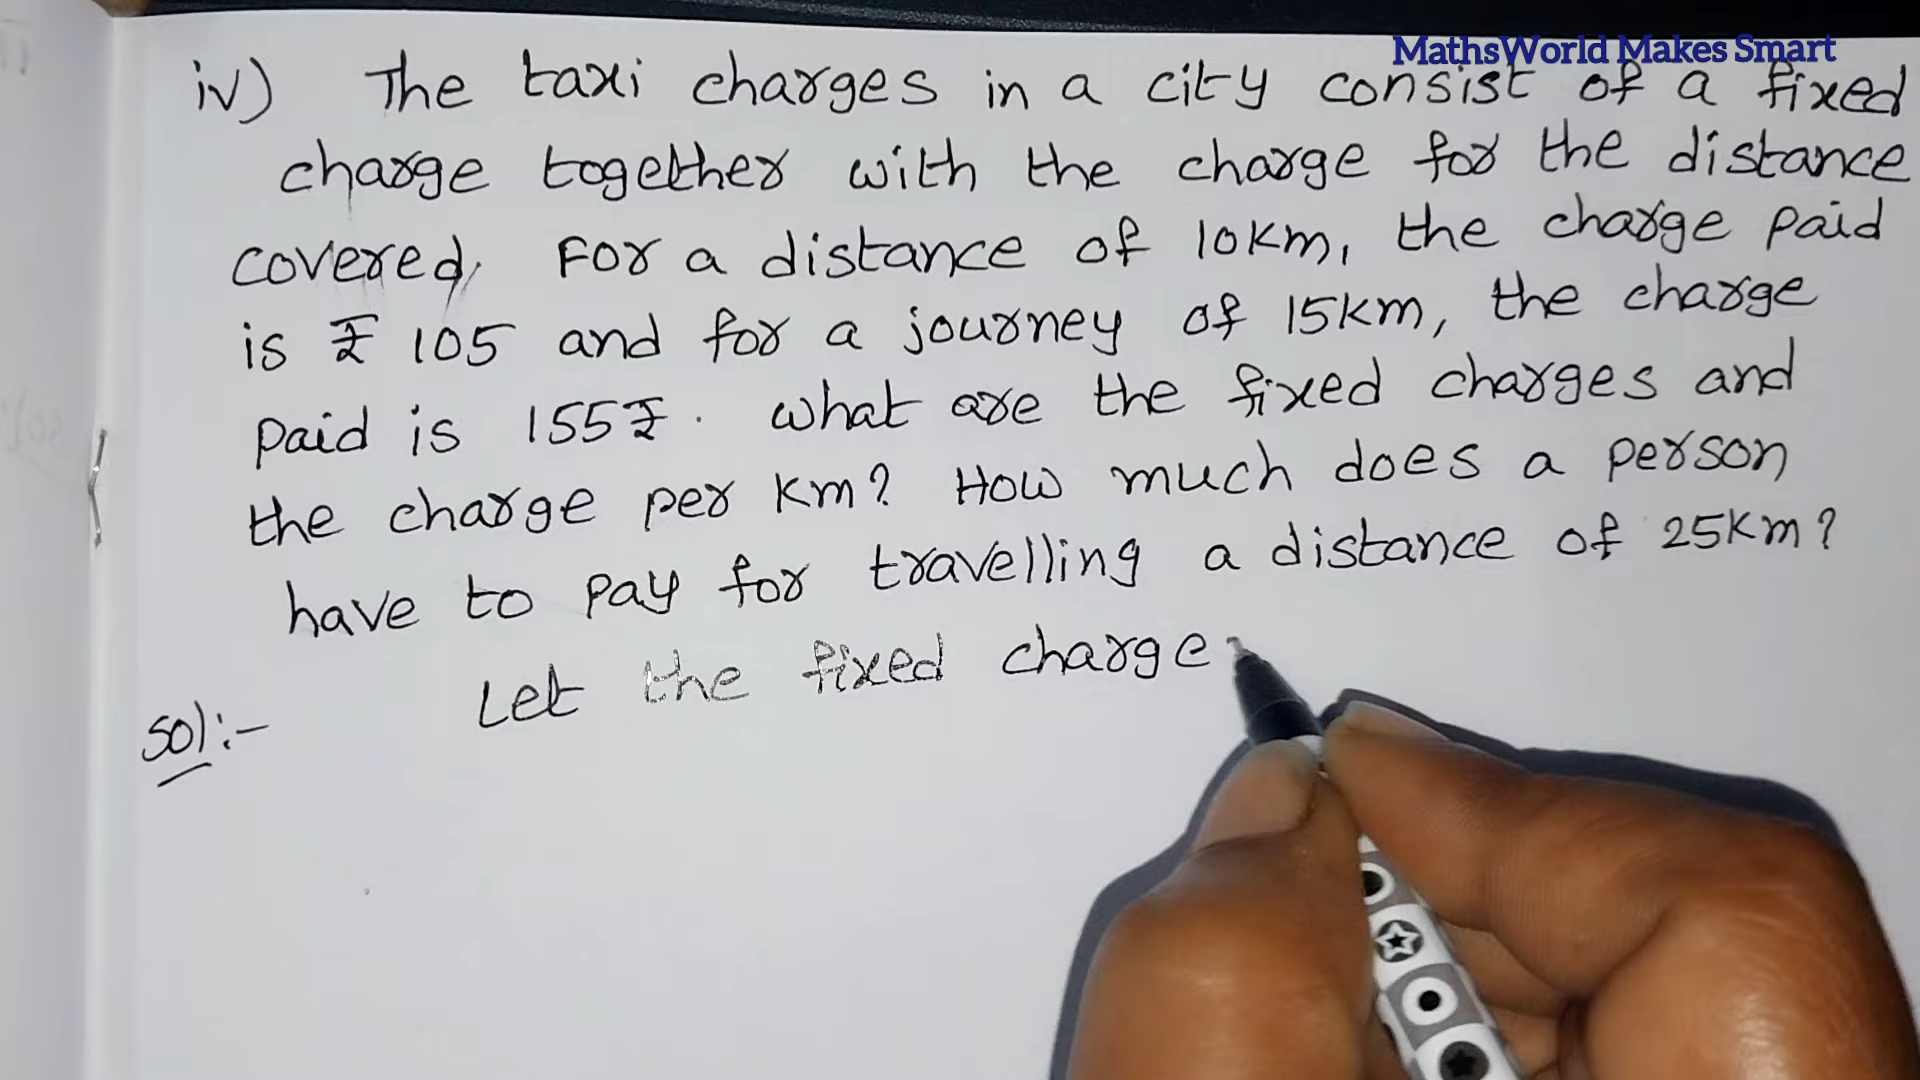 MathsWorld Makes Smart
iv) The taxi charges in a city consist of a fixed
charge together with the charge for the distance
covered, For a distance of 10km, the charge paid
is ₹ 105 and for a journey of 15km, the charge
paid is 155₹. what are the fixed charges and
the charge per km? How much does a person
have to pay for travelling a distance of 25km?
Sol:- Let the fixed charge